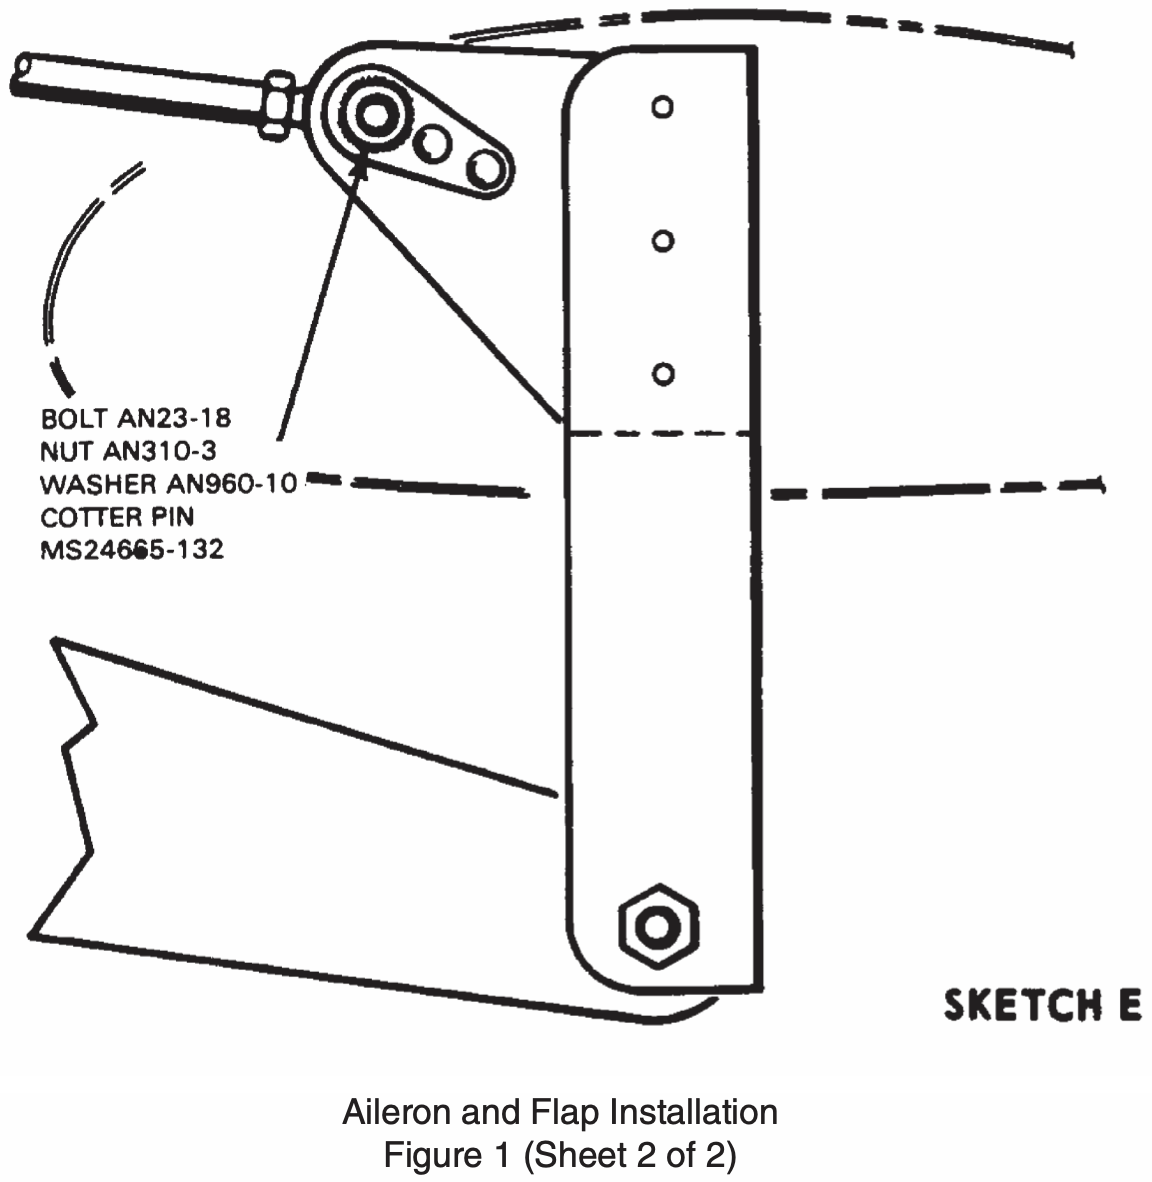 BOLT AN23-18
NUT AN310-3
WASHER AN960-10
COTTER PIN
MS24665-132
SKETCH E
Aileron and Flap Installation
Figure 1 (Sheet 2 of 2)